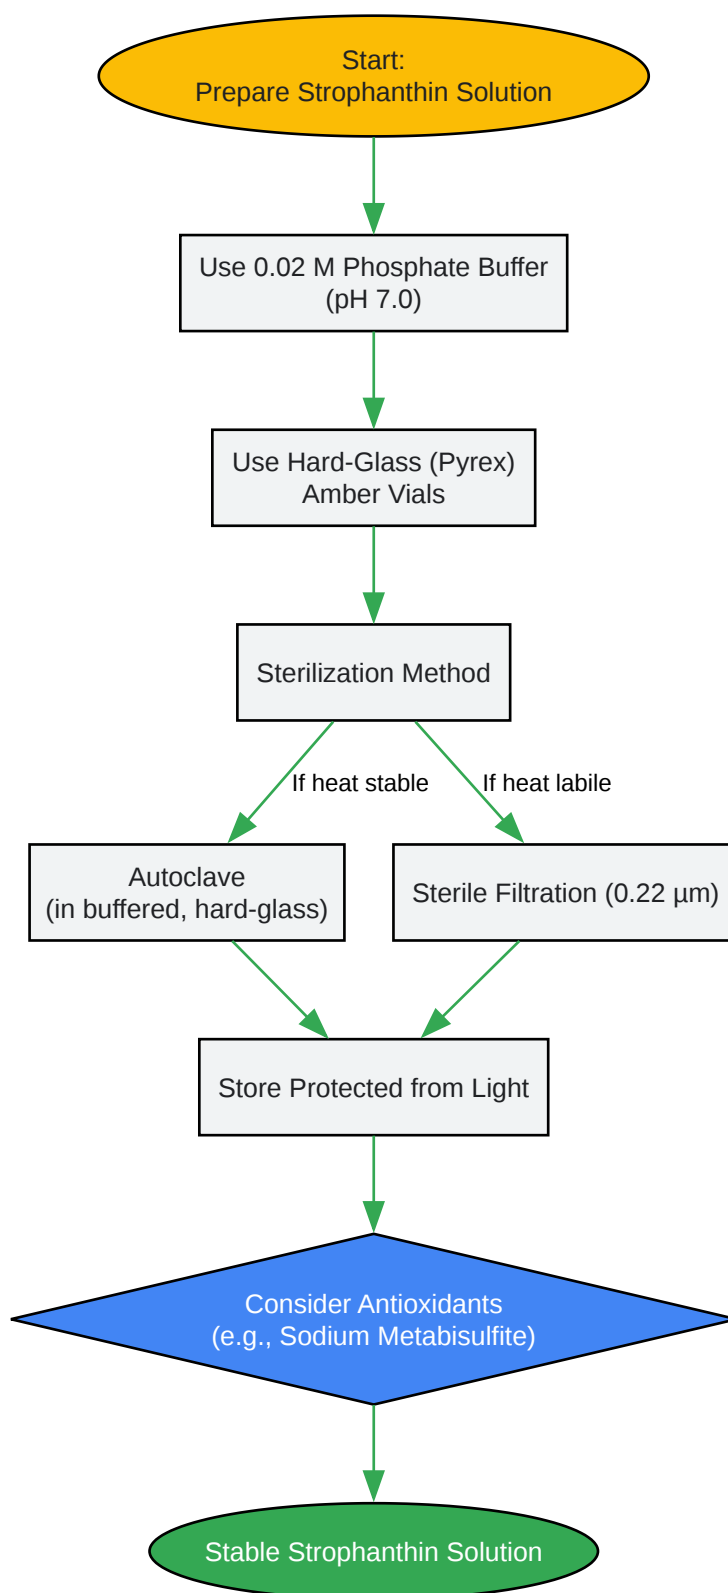 Start:
Prepare Strophanthin Solution
Use 0.02 M Phosphate Buffer
(pH 7.0)
Use Hard-Glass (Pyrex)
Amber Vials
Sterilization Method
If heat stable
If heat labile
Autoclave
(in buffered, hard-glass)
Sterile Filtration (0.22 µm)
Store Protected from Light
Consider Antioxidants
(e.g., Sodium Metabisulfite)
Stable Strophanthin Solution